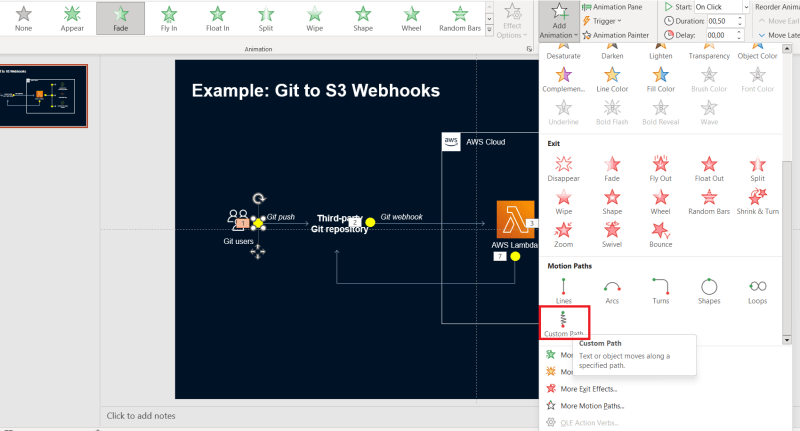 None
Appear
Fade
Fly In
Float In
Split
Wipe
Shape
Wheel
Random Bars
Effect
Options
Add
Animation
Animation Pane
Trigger
Animation Painter
Start: On Click
Duration: 00,50
Delay: 00,00
Reorder Anima
Move Earl
Move Late
Animation
Desaturate
Darken
Lighten
Transparency
Object Color
Complemen...
Line Color
Fill Color
Brush Color
Font Color
Underline
Bold Flash
Bold Reveal
Wave
Exit
Disappear
Fade
Fly Out
Float Out
Split
Wipe
Shape
Wheel
Random Bars
Shrink & Turn
Zoom
Swivel
Bounce
Motion Paths
Lines
Arcs
Turns
Shapes
Loops
Custom Path
Custom Path
Text or object moves along a
specified path.
Mor
Mor
More Exit Effects...
More Motion Paths...
OLE Action Verbs...
Example: Git to S3 Webhooks
aws
AWS Cloud
1
Git push
Git users
Third-party
Git repository
2
Git webhook
3
AWS Lambda
7
Click to add notes